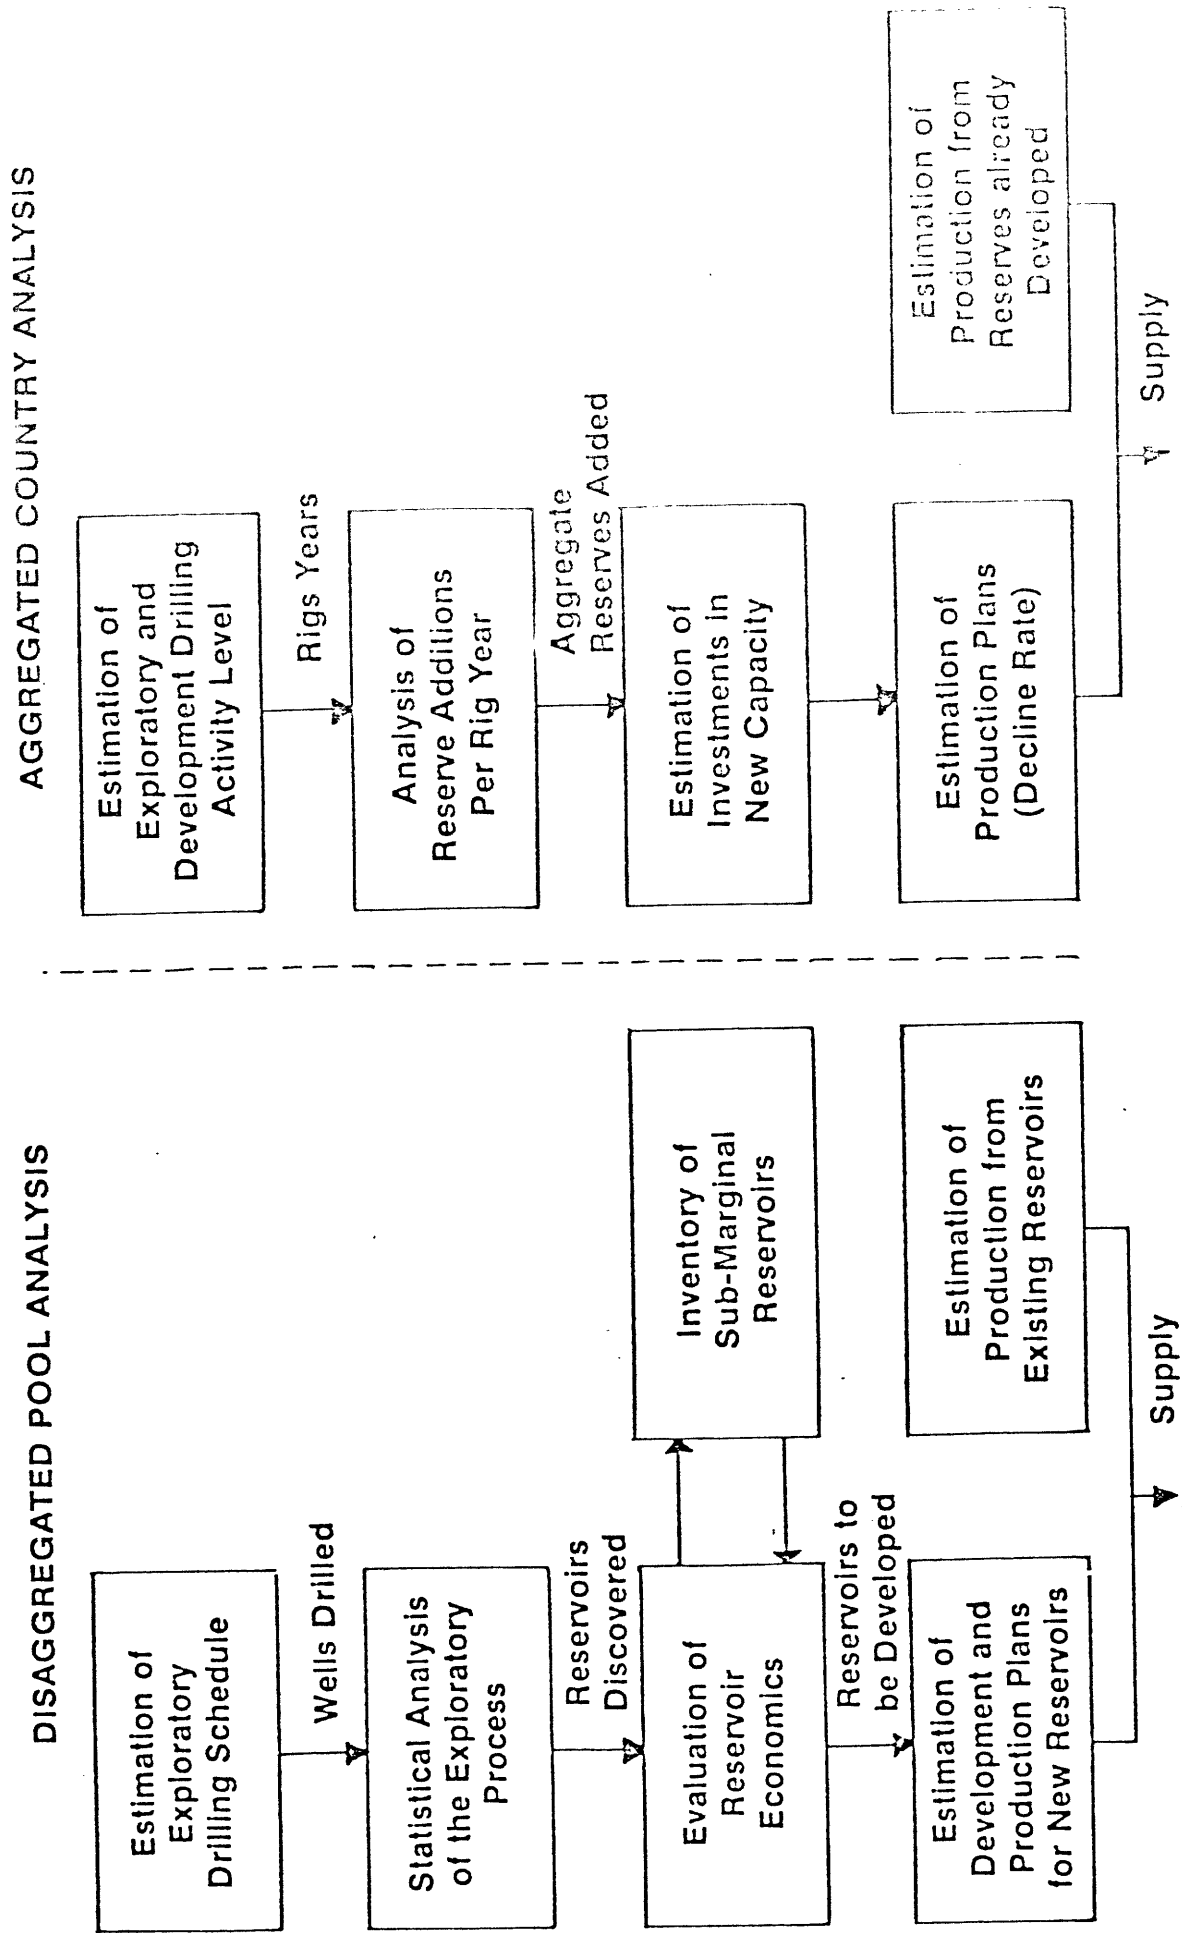 DISAGGREGATED POOL ANALYSIS
Estimation of
Exploratory
Drilling Schedule
Wells Drilled
Statistical Analysis
of the Exploratory
Process
Reservoirs
Discovered
Evaluation of
Reservoir
Economics
Inventory of
Sub-Marginal
Reservoirs
Reservoirs to
be Developed
Estimation of
Development and
Production Plans
for New Reservoirs
Estimation of
Production from
Existing Reservoirs
Supply
AGGREGATED COUNTRY ANALYSIS
Estimation of
Exploratory and
Development Drilling
Activity Level
Rigs Years
Analysis of
Reserve Additions
Per Rig Year
Aggregate
Reserves Added
Estimation of
Investments in
New Capacity
Estimation of
Production Plans
(Decline Rate)
Estimation of
Production from
Reserves already
Developed
Supply